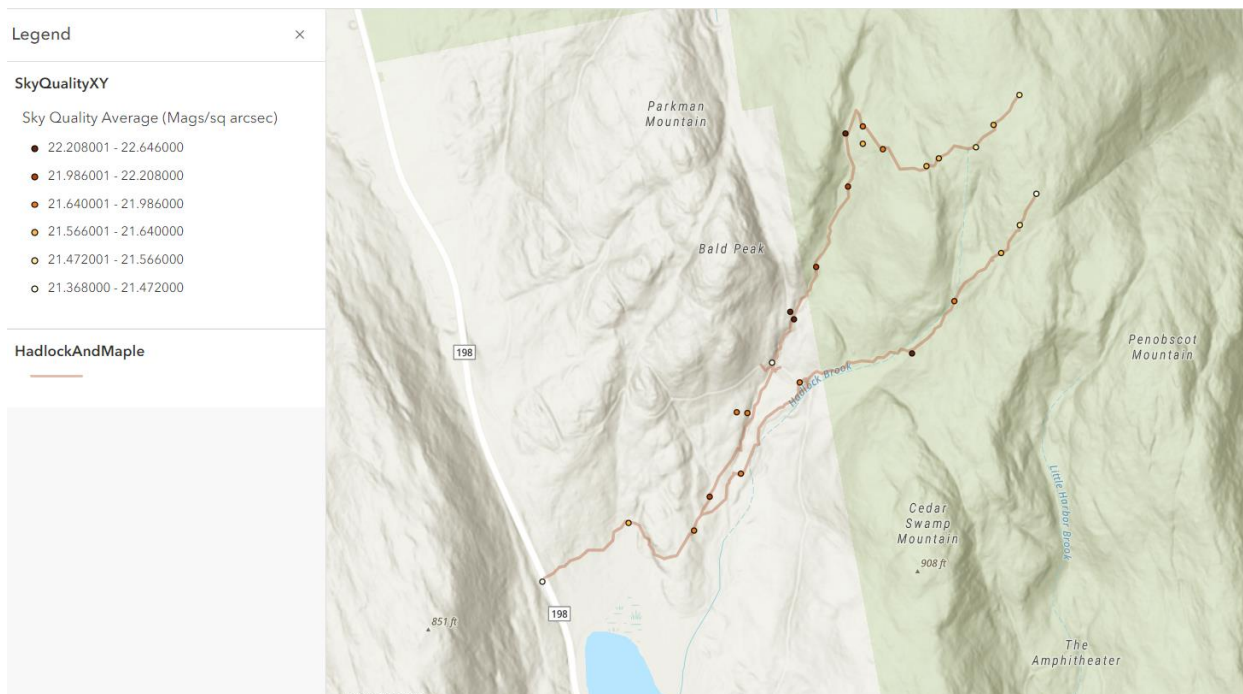 Legend
×
SkyQualityXY
Sky Quality Average (Mags/sq arcsec)
22.208001 - 22.646000
21.986001 - 22.208000
21.640001 - 21.986000
21.566001 - 21.640000
21.472001 - 21.566000
21.368000 - 21.472000
HadlockAndMaple
Parkman
Mountain
Bald Peak
198
Penobscot
Mountain
Hadlock Brook
Little Harbor Brook
Cedar
Swamp
Mountain
908 ft
198
851 ft
The
Amphitheater